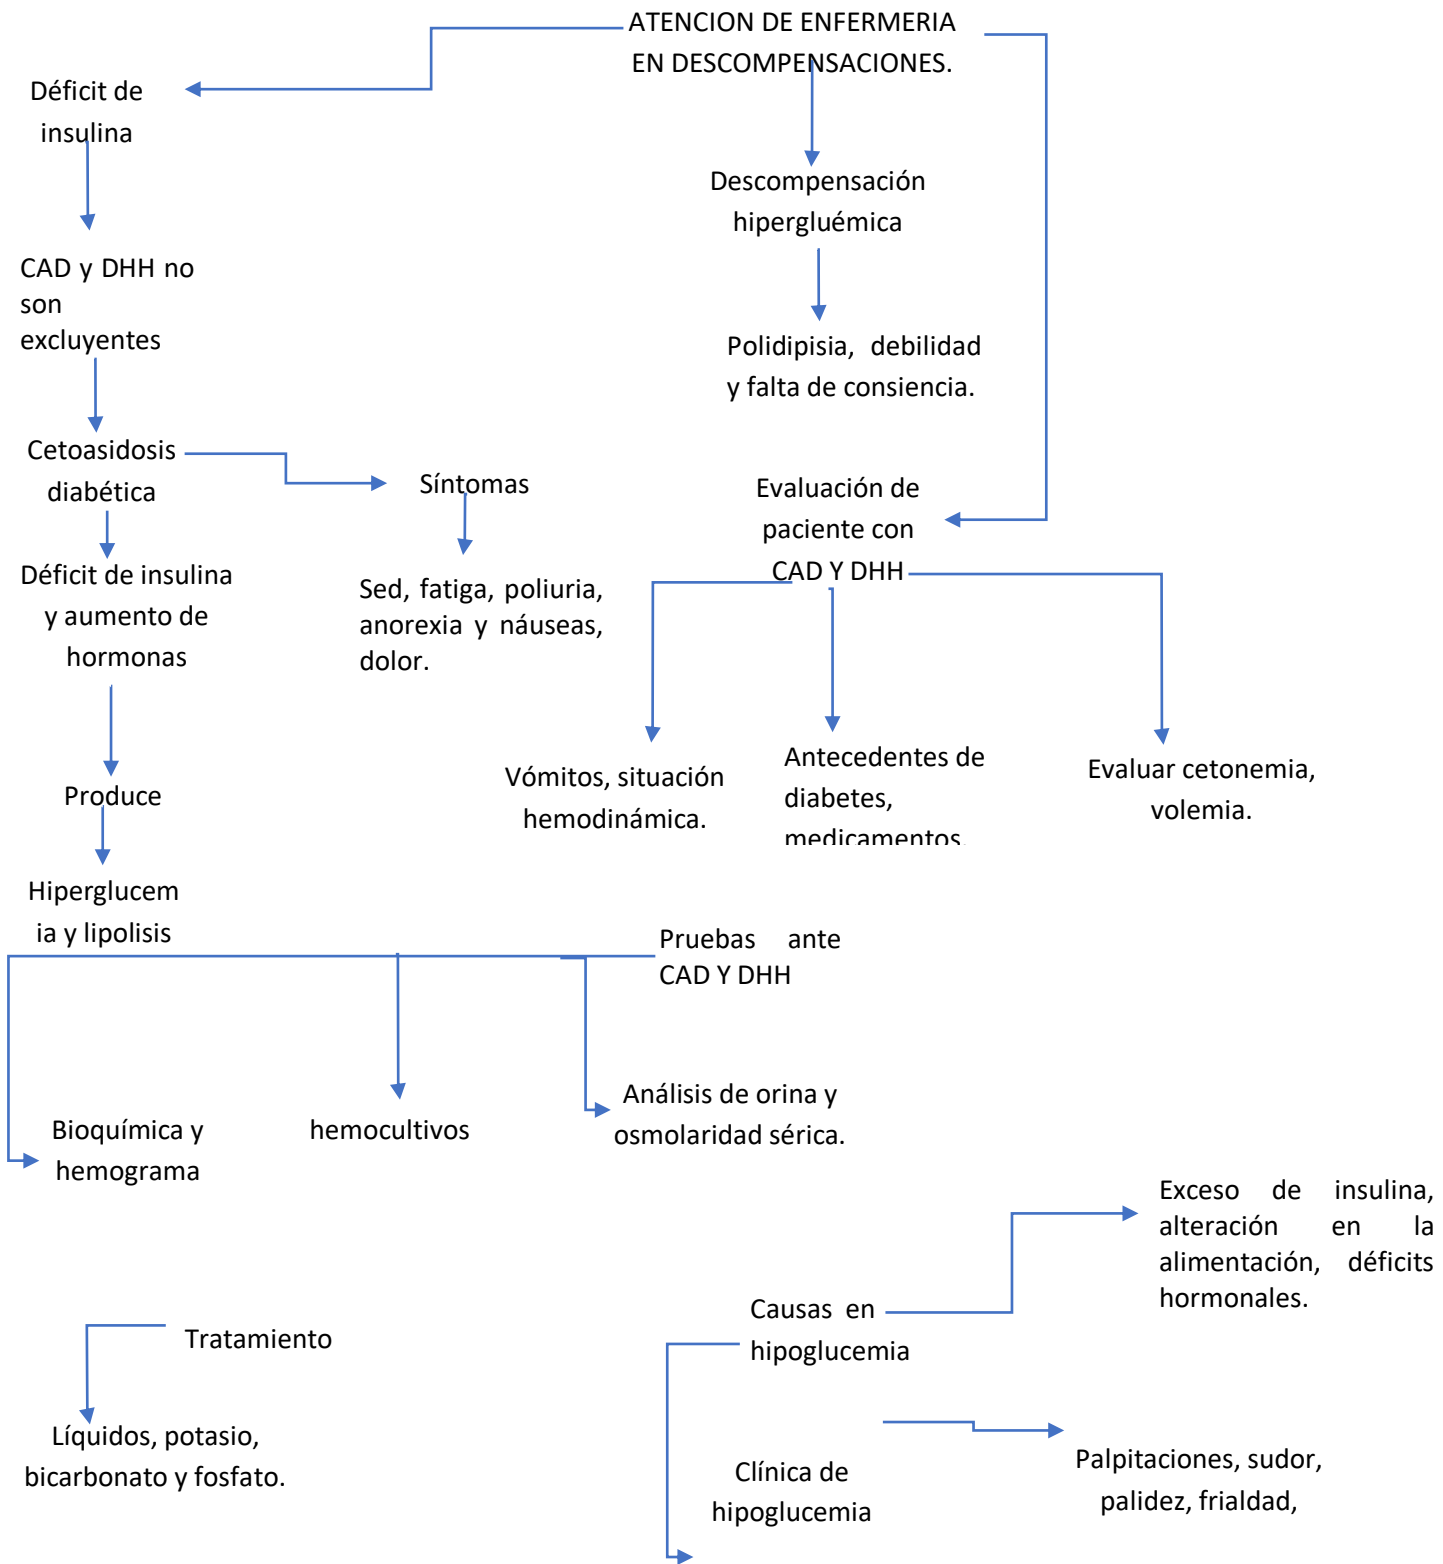 ATENCION DE ENFERMERIA
EN DESCOMPENSACIONES.
Déficit de
insulina
Descompensación
hipergluémica
CAD y DHH no
son
excluyentes
Polidipisia, debilidad
y falta de consiencia.
Cetoasidosis
diabética
Síntomas
Evaluación de
paciente con
CAD Y DHH
Déficit de insulina
y aumento de
hormonas
Sed, fatiga, poliuria,
anorexia y náuseas,
dolor.
Vómitos, situación
hemodinámica.
Antecedentes de
diabetes,
medicamentos.
Evaluar cetonemia,
volemia.
Produce
Hiperglucem
ia y lipolisis
Pruebas ante
CAD Y DHH
Bioquímica y
hemograma
hemocultivos
Análisis de orina y
osmolaridad sérica.
Exceso de insulina,
alteración en la
alimentación, déficits
hormonales.
Causas en
hipoglucemia
Tratamiento
Líquidos, potasio,
bicarbonato y fosfato.
Clínica de
hipoglucemia
Palpitaciones, sudor,
palidez, frialdad,